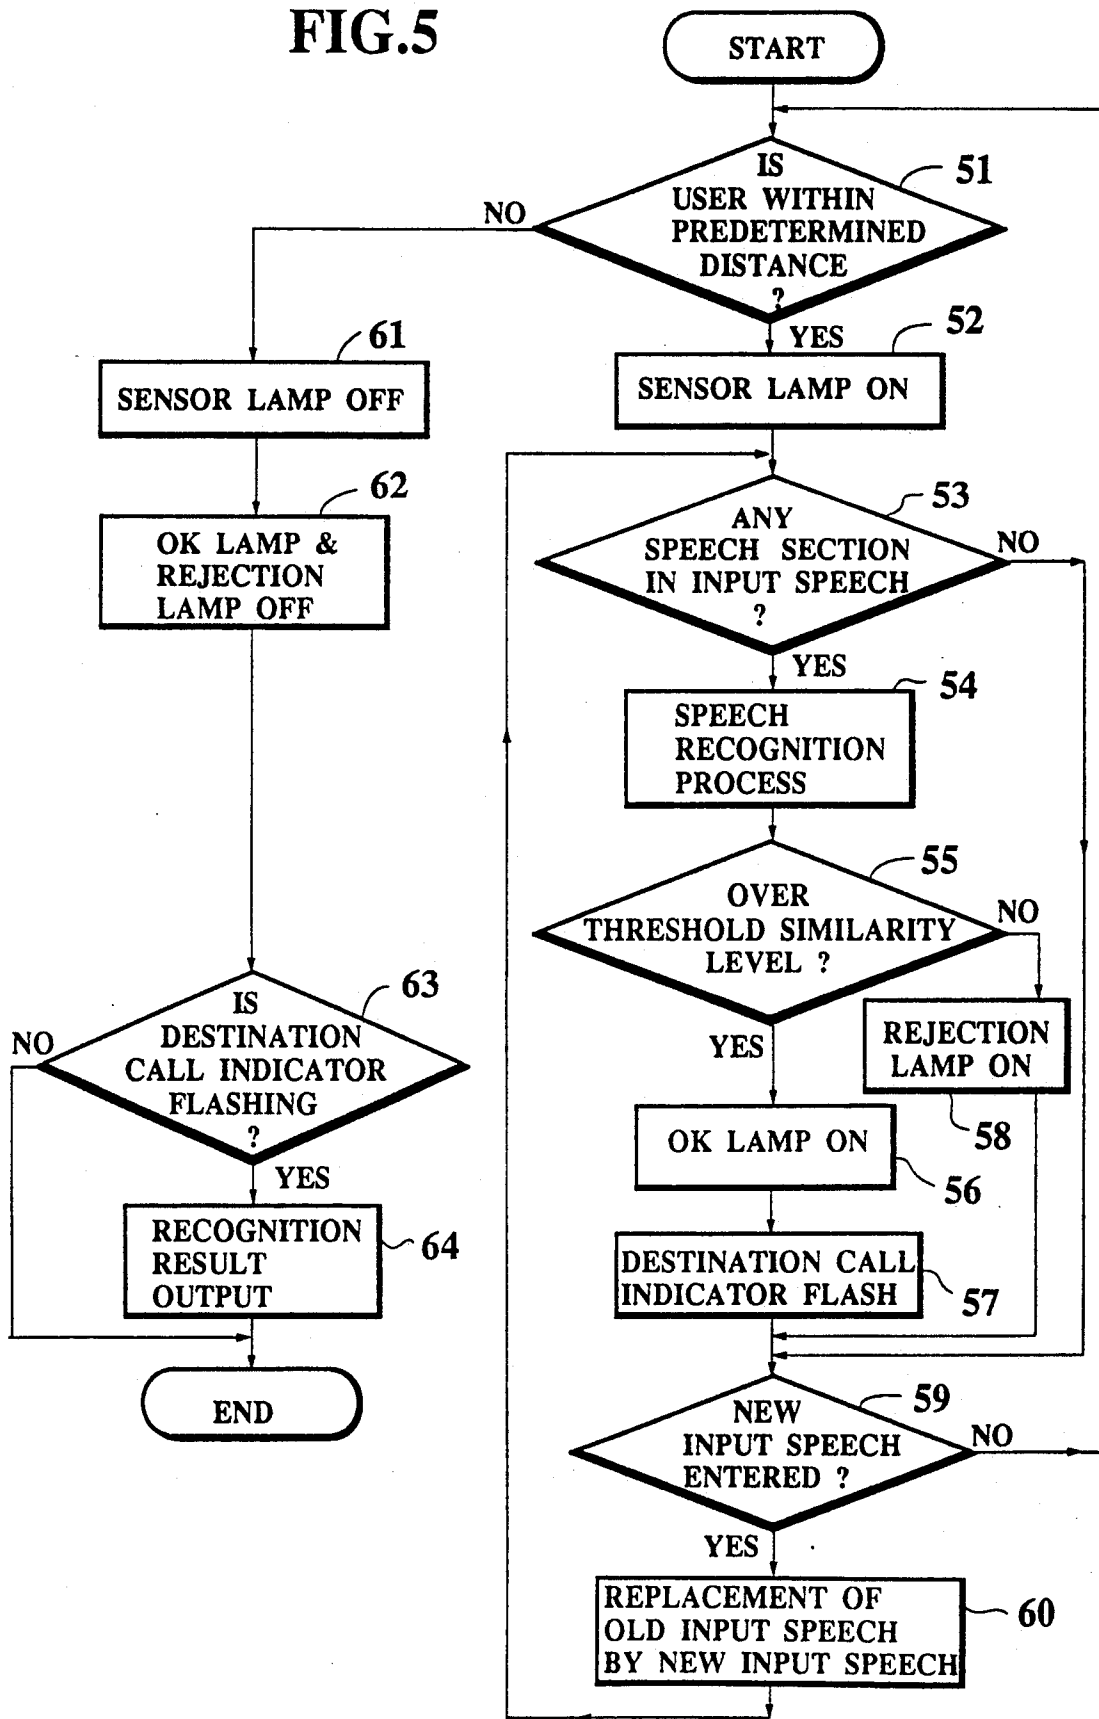 FIG.5
START
IS
USER WITHIN
PREDETERMINED
DISTANCE
?
51
NO
YES
52
SENSOR LAMP ON
61
SENSOR LAMP OFF
62
OK LAMP &
REJECTION
LAMP OFF
53
ANY
SPEECH SECTION
IN INPUT SPEECH
?
NO
YES
54
SPEECH
RECOGNITION
PROCESS
55
OVER
THRESHOLD SIMILARITY
LEVEL ?
NO
YES
REJECTION
LAMP ON
58
OK LAMP ON
56
DESTINATION CALL
INDICATOR FLASH
57
63
IS
DESTINATION
CALL INDICATOR
FLASHING
?
NO
YES
RECOGNITION
RESULT
OUTPUT
64
END
59
NEW
INPUT SPEECH
ENTERED ?
NO
YES
REPLACEMENT OF
OLD INPUT SPEECH
BY NEW INPUT SPEECH
60